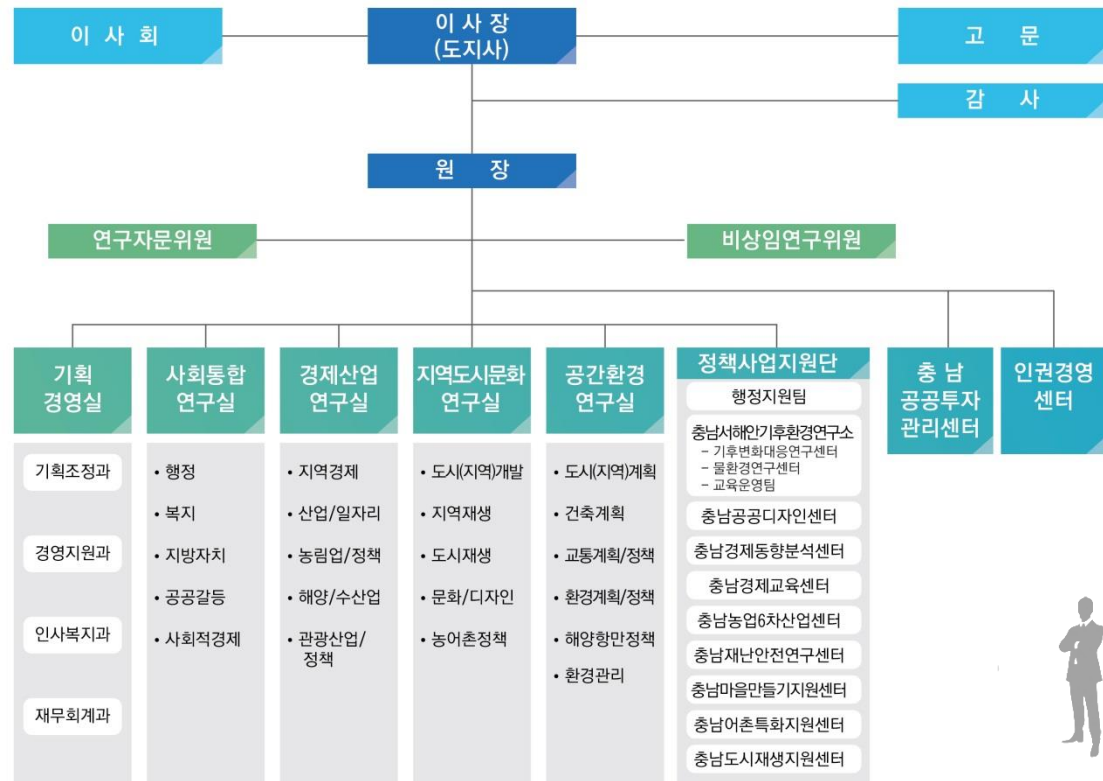 이 사 회
이 사 장
(도지사)
고 문
감 사
원 장
연구자문위원
비상임연구위원
기획
경영실
기획조정과
경영지원과
인사복지과
재무회계과
사회통합
연구실
• 행정
• 복지
• 지방자치
• 공공갈등
• 사회적경제
경제산업
연구실
• 지역경제
• 산업/일자리
• 농림업/정책
• 해양/수산업
• 관광산업/
정책
지역도시문화
연구실
• 도시(지역)개발
• 지역재생
• 도시재생
• 문화/디자인
• 농어촌정책
공간환경
연구실
• 도시(지역)계획
• 건축계획
• 교통계획/정책
• 환경계획/정책
• 해양항만정책
• 환경관리
정책사업지원단
행정지원팀
충남서해안기후환경연구소
– 기후변화대응연구센터
– 물환경연구센터
– 교육운영팀
충남공공디자인센터
충남경제동향분석센터
충남경제교육센터
충남농업6차산업센터
충남재난안전연구센터
충남마을만들기지원센터
충남어촌특화지원센터
충남도시재생지원센터
충 남
공공투자
관리센터
인권경영
센터